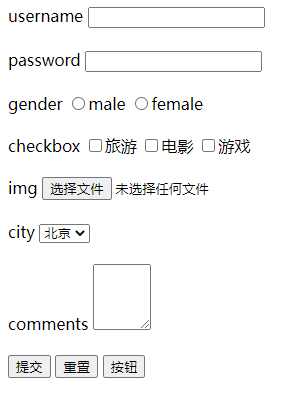 username
password
gender male female
checkbox 旅游 电影 游戏
img 选择文件 未选择任何文件
city 北京
comments
提交 重置 按钮